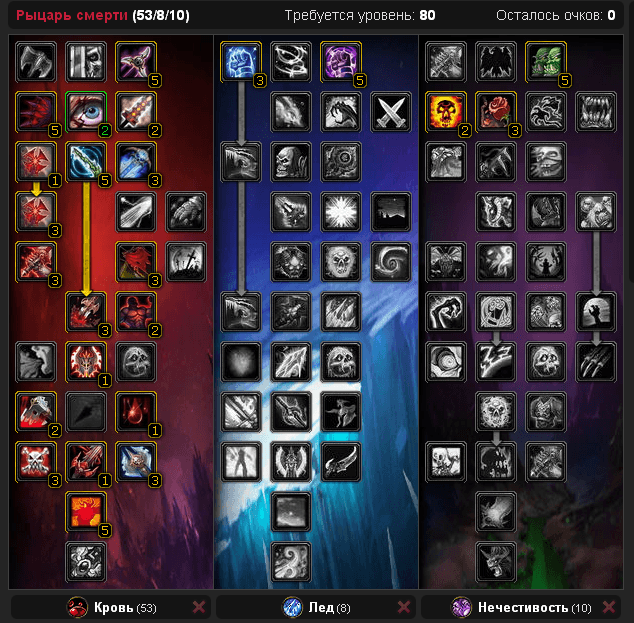 Рыцарь смерти (53/8/10) Требуется уровень: 80 Осталось очков: 0
3 5 5
5
5 2 2 2 3
1 5 3
3
3 3
3 2
1
2 1
3 1 3
5
Кровь (53) Лед (8) Нечестивость (10)